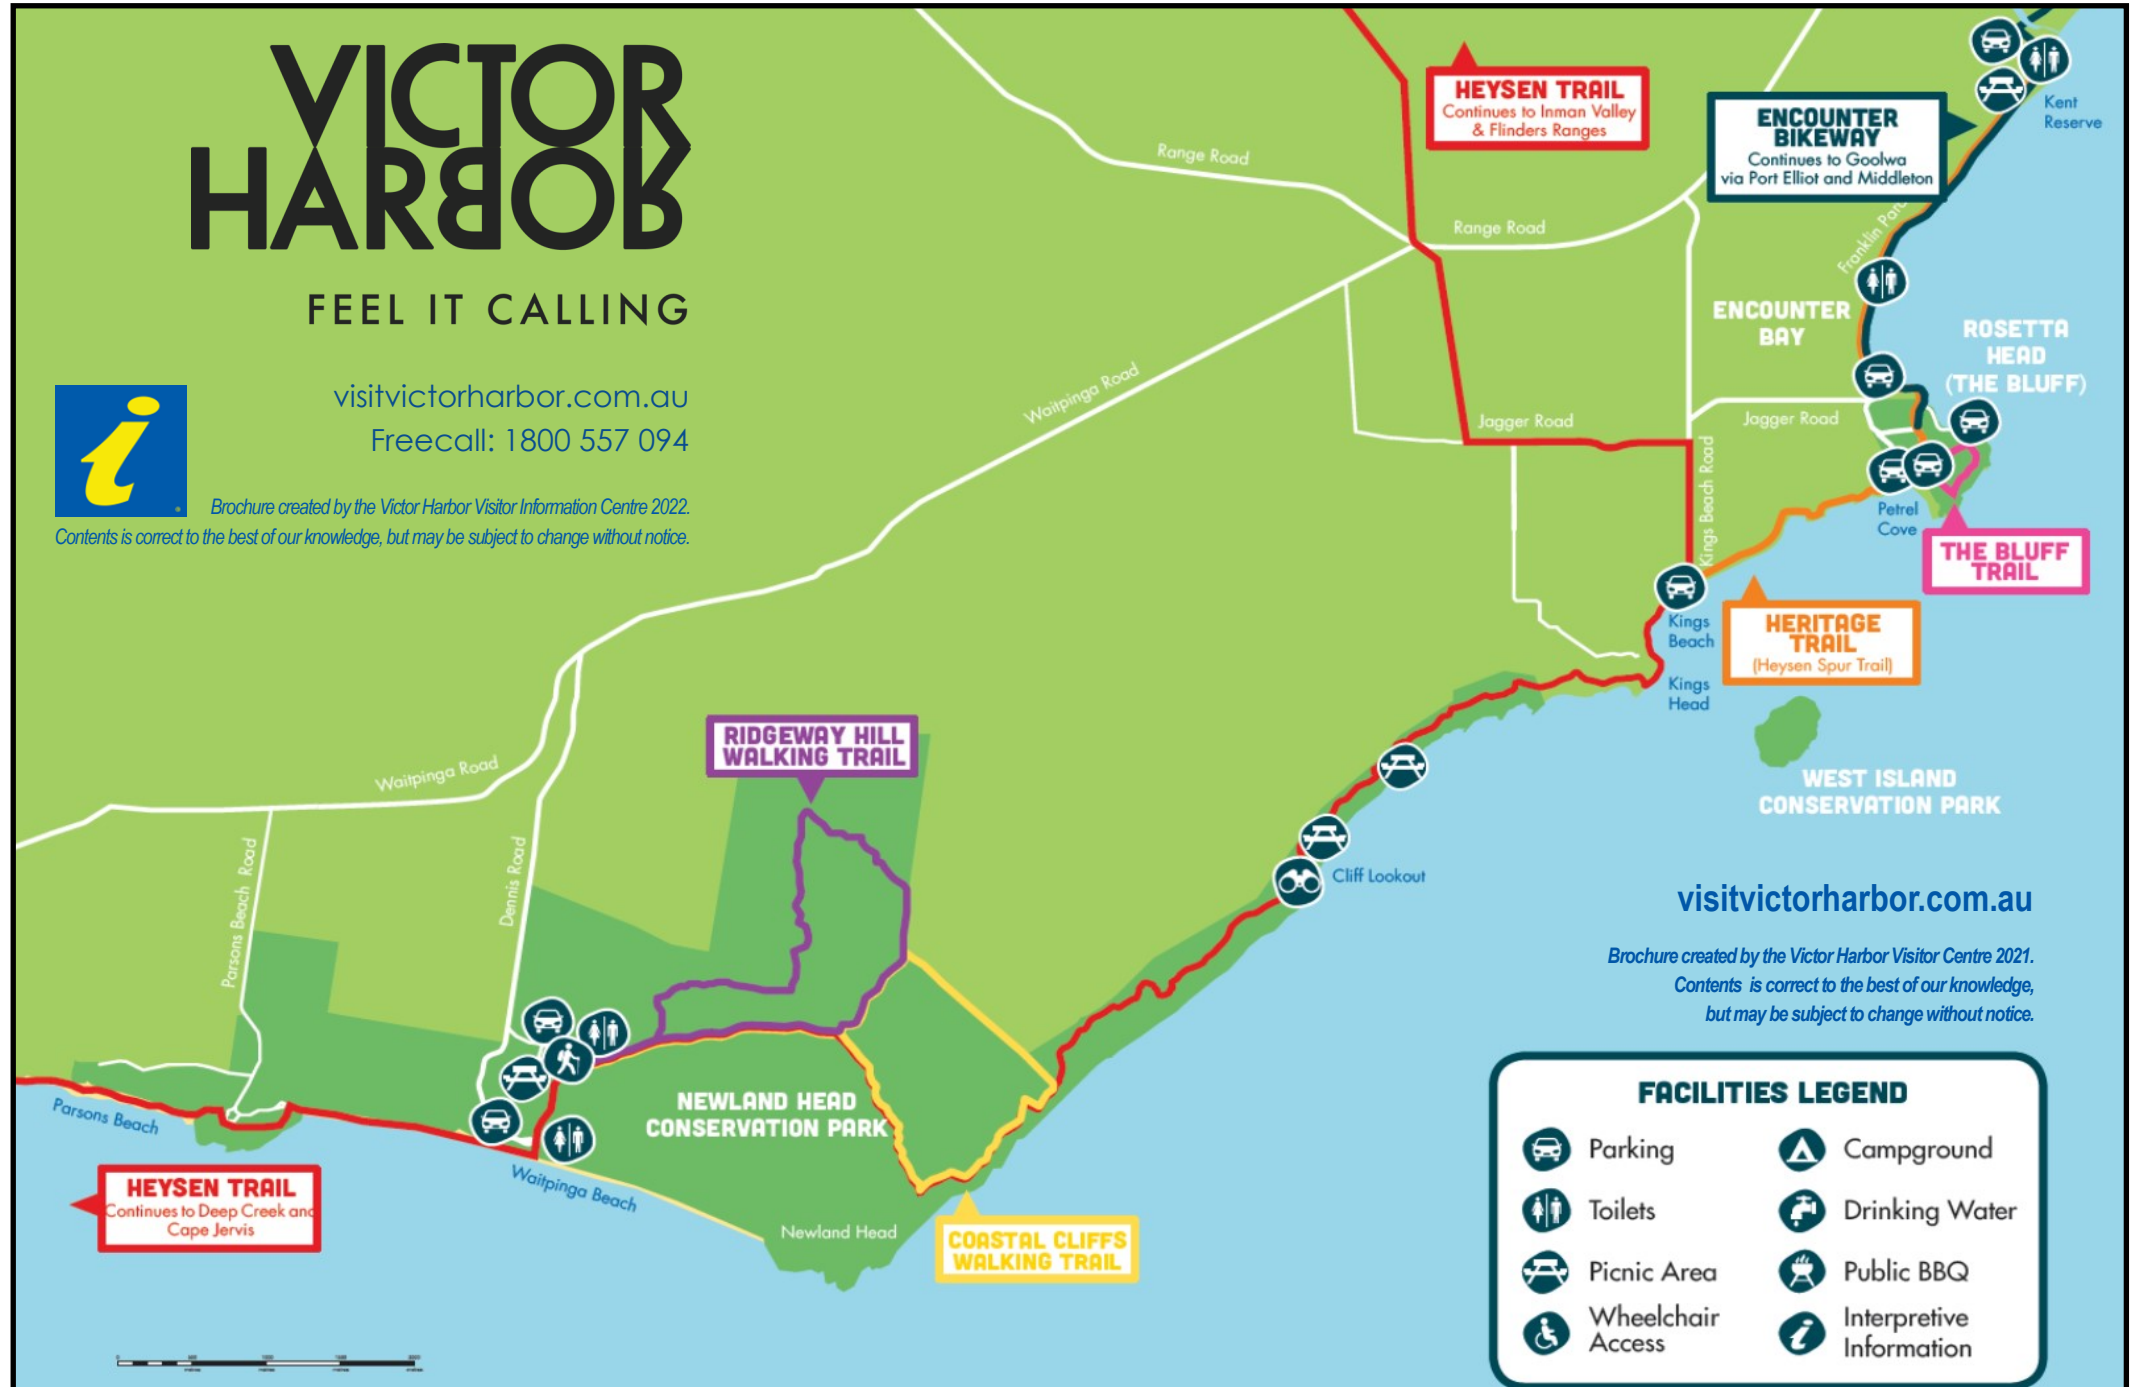 VICTOR
HARBOR
FEEL IT CALLING
visitvictorharbor.com.au
Freecall: 1800 557 094
Brochure created by the Victor Harbor Visitor Information Centre 2022.
Contents is correct to the best of our knowledge, but may be subject to change without notice.
HEYSEN TRAIL
Continues to Inman Valley
& Flinders Ranges
ENCOUNTER
BIKEWAY
Continues to Goolwa
via Port Elliot and Middleton
Kent
Reserve
Range Road
Range Road
Franklin
ENCOUNTER
BAY
ROSETTA
HEAD
(THE BLUFF)
Waitpinga Road
Jagger Road
Jagger Road
Kings Beach Road
Petrel
Cove
THE BLUFF
TRAIL
Kings
Beach
HERITAGE
TRAIL
(Heysen Spur Trail)
Kings
Head
WEST ISLAND
CONSERVATION PARK
RIDGEWAY HILL
WALKING TRAIL
Waitpinga Road
Parsons Beach Road
Dennis Road
Cliff Lookout
visitvictorharbor.com.au
Brochure created by the Victor Harbor Visitor Centre 2021.
Contents is correct to the best of our knowledge,
but may be subject to change without notice.
NEWLAND HEAD
CONSERVATION PARK
Parsons Beach
Waitpinga Beach
Newland Head
HEYSEN TRAIL
Continues to Deep Creek and
Cape Jervis
COASTAL CLIFFS
WALKING TRAIL
FACILITIES LEGEND
Parking
Campground
Toilets
Drinking Water
Picnic Area
Public BBQ
Wheelchair
Access
Interpretive
Information